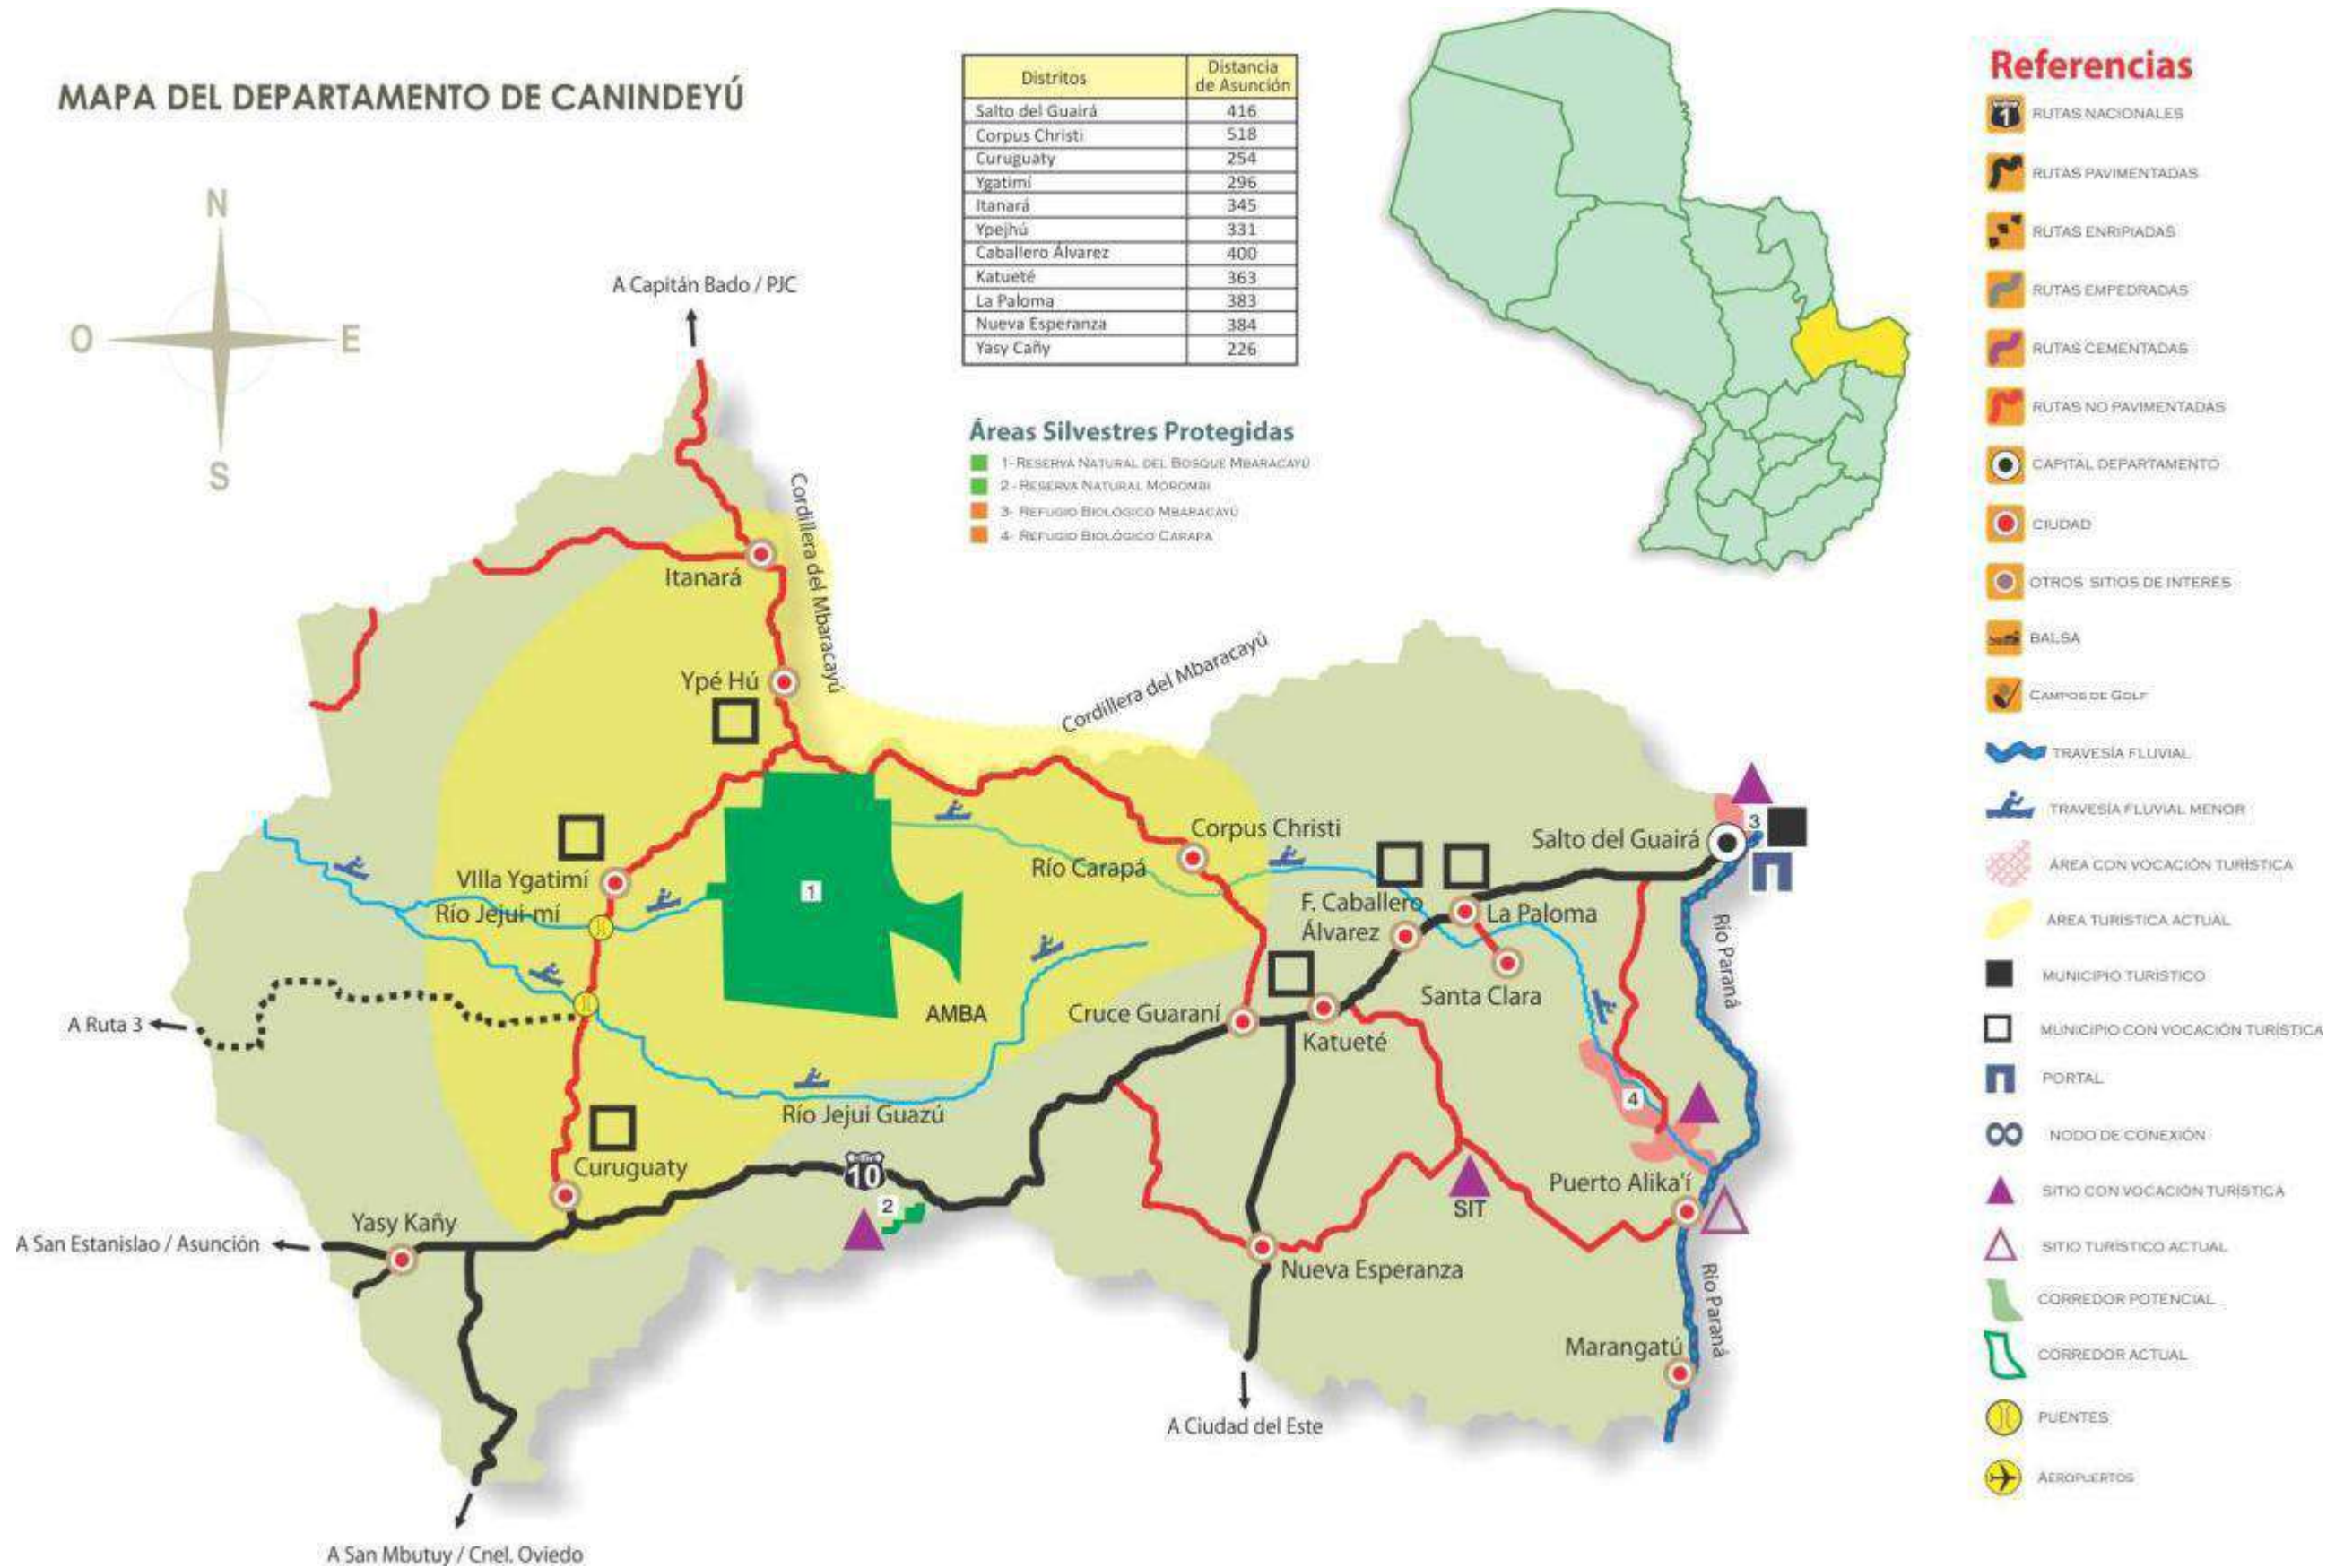 MAPA DEL DEPARTAMENTO DE CANINDEYÚ
N
O
E
S
Distritos Distancia de Asunción
Salto del Guairá 416
Corpus Christi 518
Curuguaty 254
Ygatimí 296
Itanará 345
Ypejhú 331
Caballero Álvarez 400
Katueté 363
La Paloma 383
Nueva Esperanza 384
Yasy Cañy 226
Áreas Silvestres Protegidas
1- RESERVA NATURAL DEL BOSQUE MBARACAYÚ
2 - RESERVA NATURAL MOROMBI
3- REFUGIO BIOLÓGICO MBARACAYÚ
4- REFUGIO BIOLÓGICO CARAPA
A Capitán Bado / PJC
Cordillera del Mbaracayú
Itanará
Ypé Hú
Cordillera del Mbaracayú
Corpus Christi
Río Carapá
VIlla Ygatimí
Río Jejui-mí
1
AMBA
A Ruta 3
Río Jejui Guazú
Curuguaty
10
2
Yasy Kañy
A San Estanislao / Asunción
A San Mbutuy / Cnel. Oviedo
Salto del Guairá
3
F. Caballero
Álvarez
La Paloma
Santa Clara
Cruce Guaraní
Katueté
Río Paraná
4
Puerto Alika'í
SIT
Nueva Esperanza
Río Paraná
Marangatú
A Ciudad del Este
Referencias
1
RUTAS NACIONALES
RUTAS PAVIMENTADAS
RUTAS ENRIPIADAS
RUTAS EMPEDRADAS
RUTAS CEMENTADAS
RUTAS NO PAVIMENTADAS
CAPITAL DEPARTAMENTO
CIUDAD
OTROS SITIOS DE INTERÉS
BALSA
CAMPOS DE GOLF
TRAVESÍA FLUVIAL
TRAVESÍA FLUVIAL MENOR
ÁREA CON VOCACIÓN TURÍSTICA
ÁREA TURÍSTICA ACTUAL
MUNICIPIO TURÍSTICO
MUNICIPIO CON VOCACIÓN TURÍSTICA
PORTAL
NODO DE CONEXIÓN
SITIO CON VOCACIÓN TURÍSTICA
SITIO TURÍSTICO ACTUAL
CORREDOR POTENCIAL
CORREDOR ACTUAL
PUENTES
AEROPUERTOS